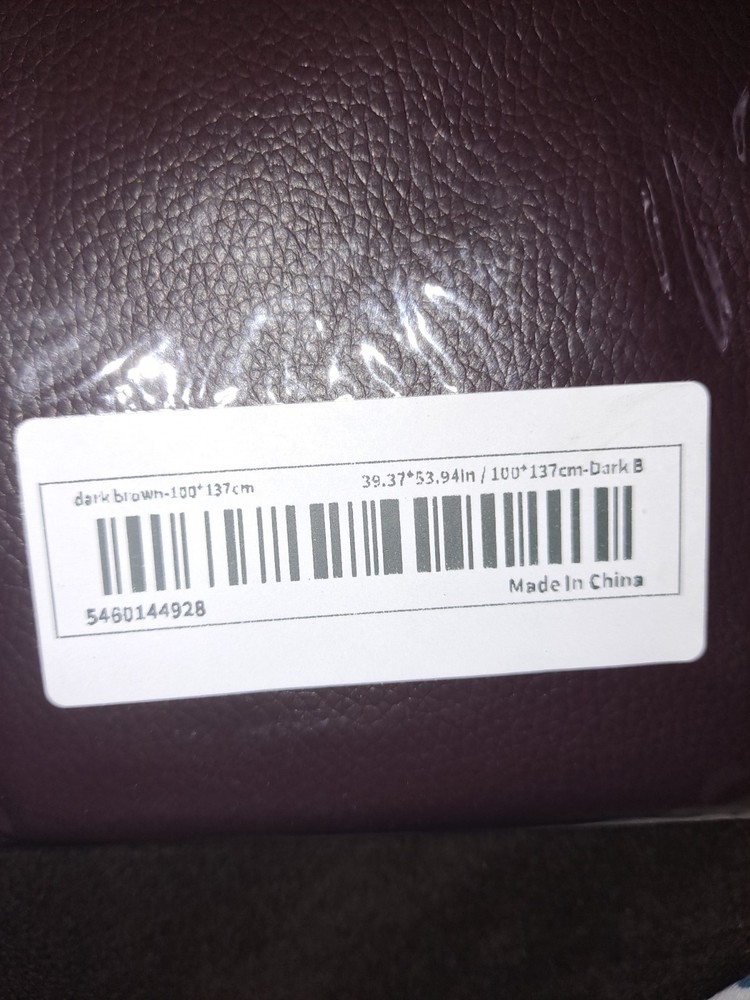 dark brown-100*137cm
39.37*53.94in / 100*137cm-Dark B
5460144928
Made In China